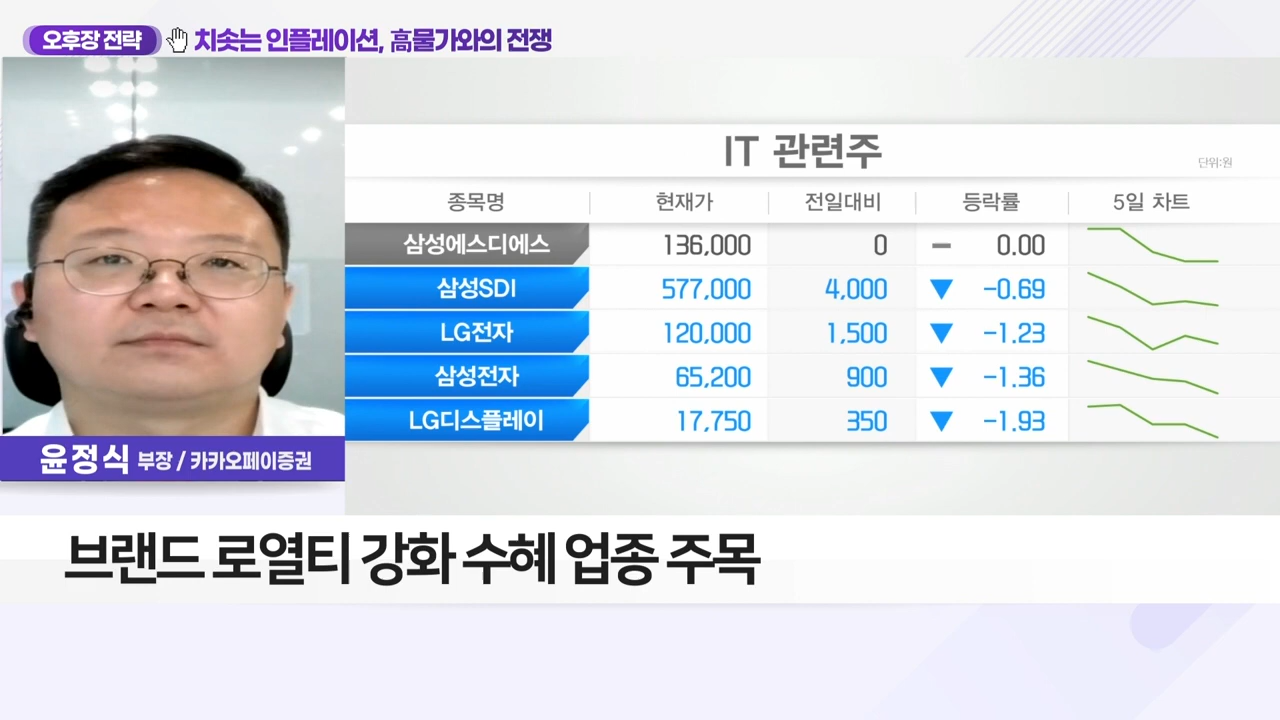 오후장 전략 치솟는 인플레이션, 高물가와의 전쟁
IT 관련주
단위:원
종목명 현재가 전일대비 등락률 5일 차트
삼성에스디에스 136,000 0 0.00
삼성SDI 577,000 4,000 ▼ -0.69
LG전자 120,000 1,500 ▼ -1.23
삼성전자 65,200 900 ▼ -1.36
LG디스플레이 17,750 350 ▼ -1.93
윤정식 부장 / 카카오페이증권
브랜드 로열티 강화 수혜 업종 주목